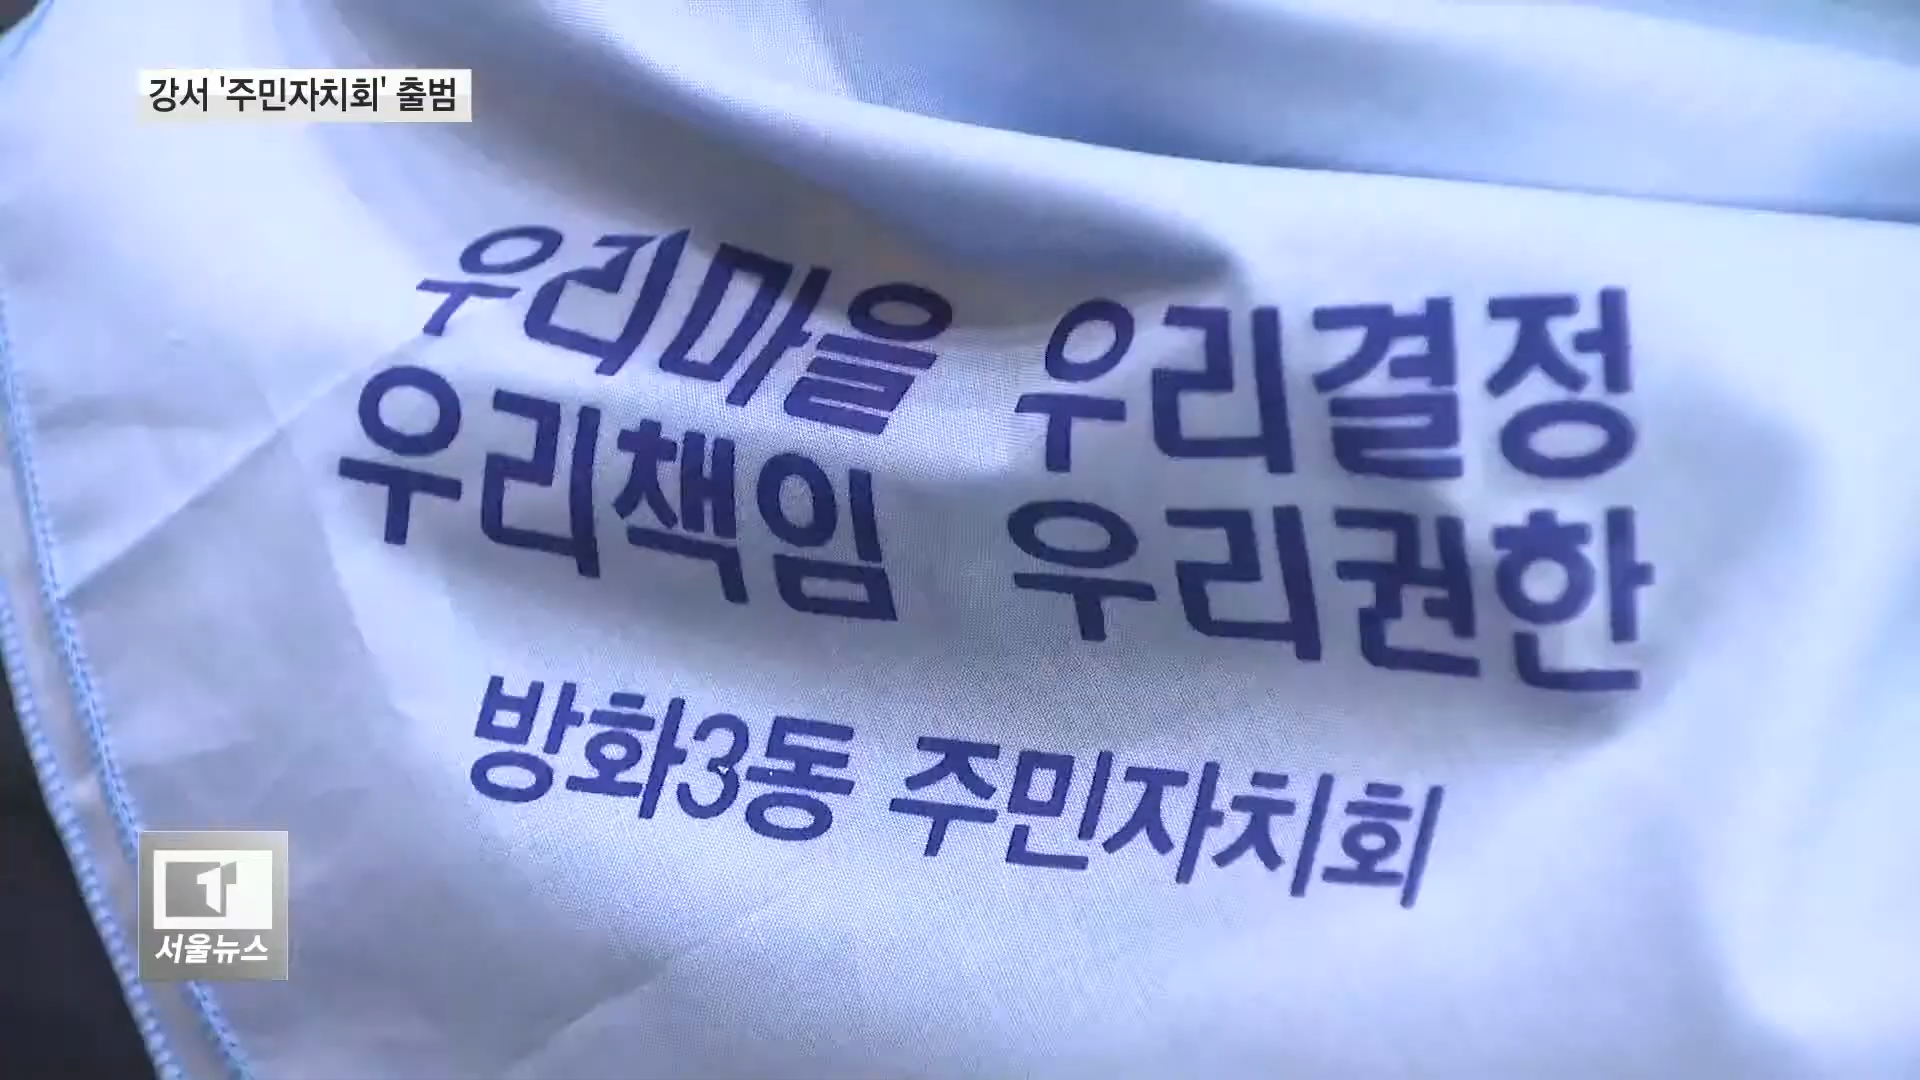 강서 '주민자치회' 출범
우리마을 우리결정
우리책임 우리권한
방화3동 주민자치회
서울뉴스